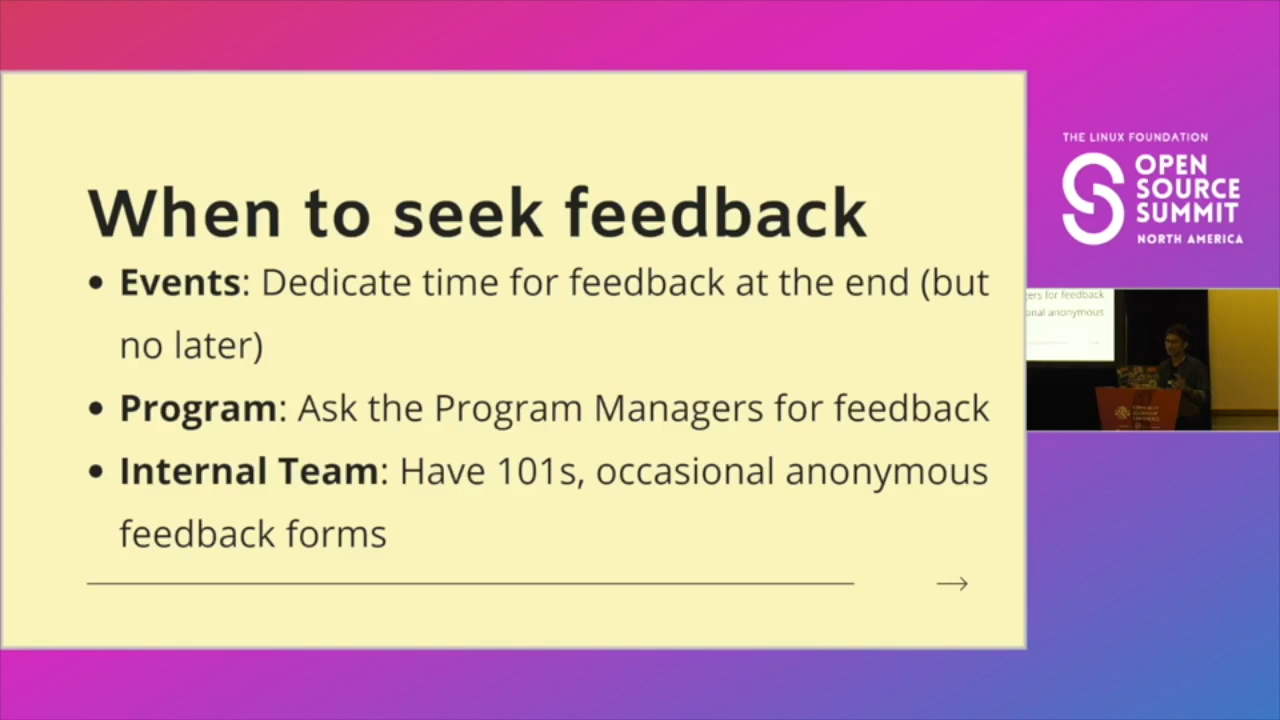 When to seek feedback
• Events: Dedicate time for feedback at the end (but
no later)
• Program: Ask the Program Managers for feedback
• Internal Team: Have 101s, occasional anonymous
feedback forms
THE LINUX FOUNDATION
OPEN
SOURCE
SUMMIT
NORTH AMERICA
for feedback
anonymous